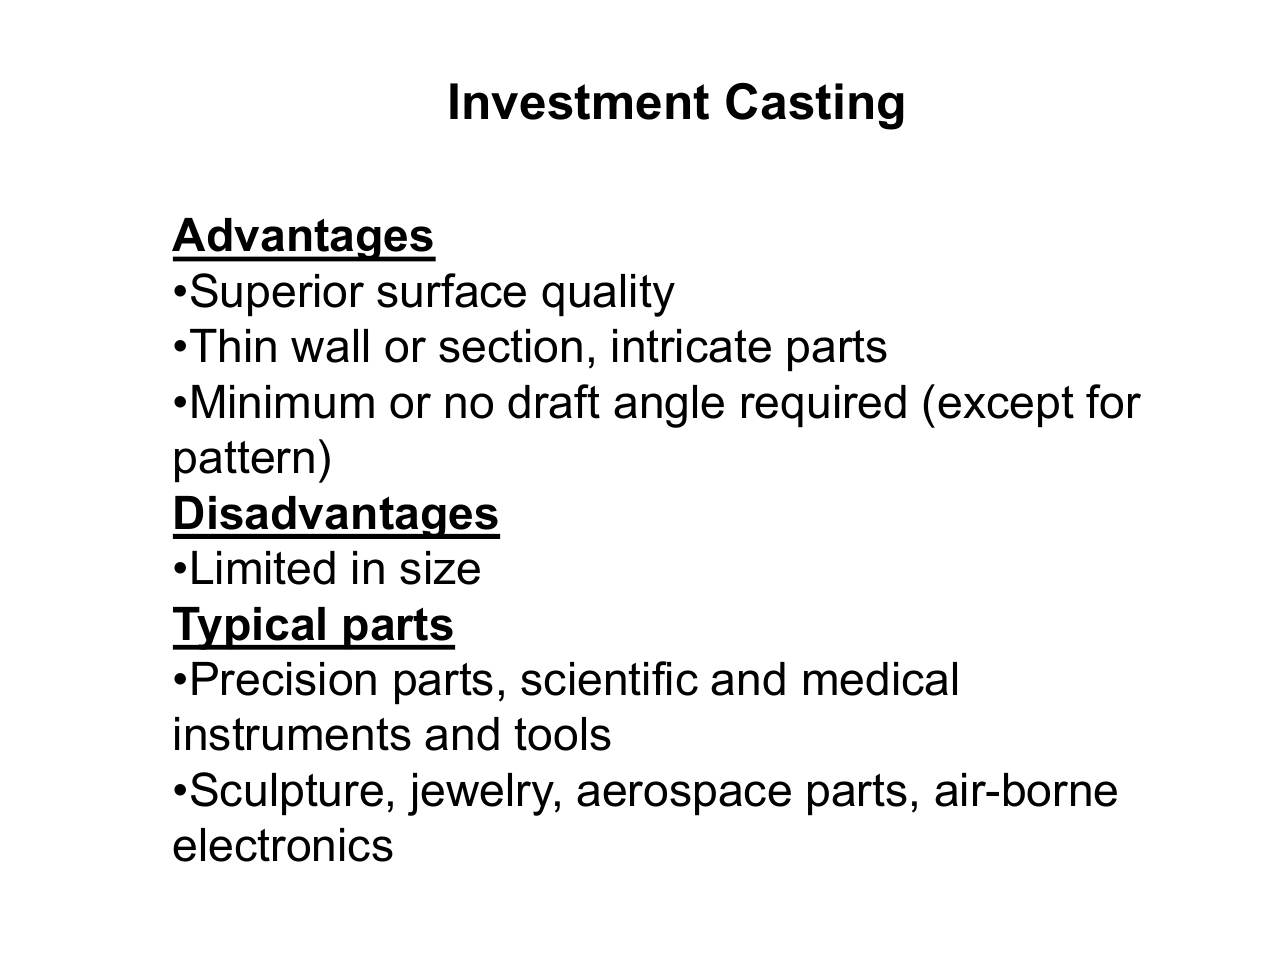 Investment Casting
Advantages
•Superior surface quality
•Thin wall or section, intricate parts
•Minimum or no draft angle required (except for
pattern)
Disadvantages
•Limited in size
Typical parts
•Precision parts, scientific and medical
instruments and tools
•Sculpture, jewelry, aerospace parts, air-borne
electronics